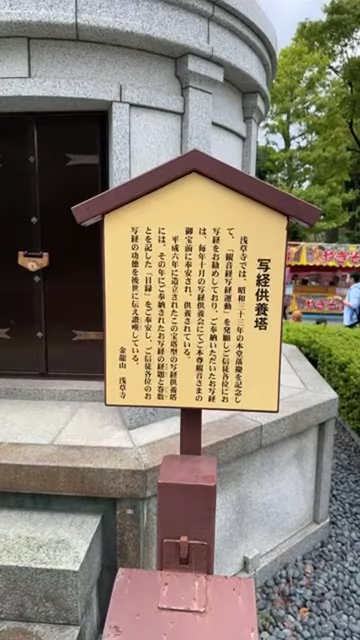 写経供養塔
浅草寺では、昭和三十三年の本堂落慶を記念し
て、「観音経写経運動」を発願しご信徒各位にお
写経をお勧めしており、ご奉納いただいたお写経
は、毎年十月の写経供養会にてご本尊観音さまの
御宝前に奉安され、供養されている。
平成六年に造立されたこの宝塔型の写経供養塔
には、その年にご奉納されたお写経の経題と巻数
とを記した「目録」をご奉安し、ご信徒各位のお
写経の功徳を後世に伝え讃嘆している。
金龍山 浅草寺